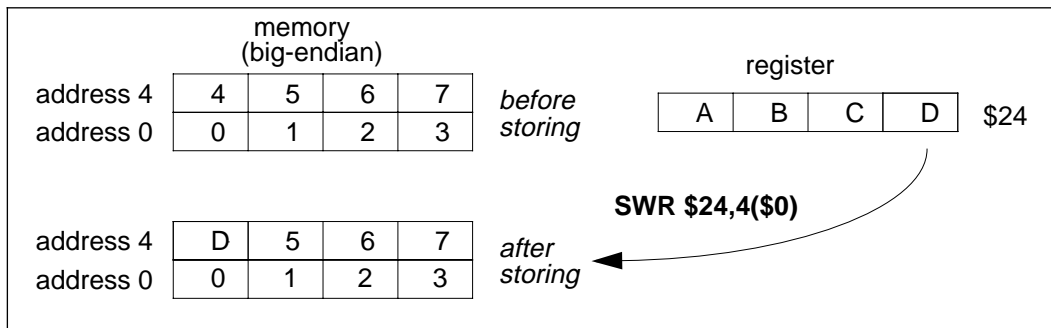 memory
(big-endian)
register
address 4 4 5 6 7
before
address 0 0 1 2 3
storing
A B C D $24
SWR $24,4($0)
address 4 D 5 6 7
after
address 0 0 1 2 3
storing